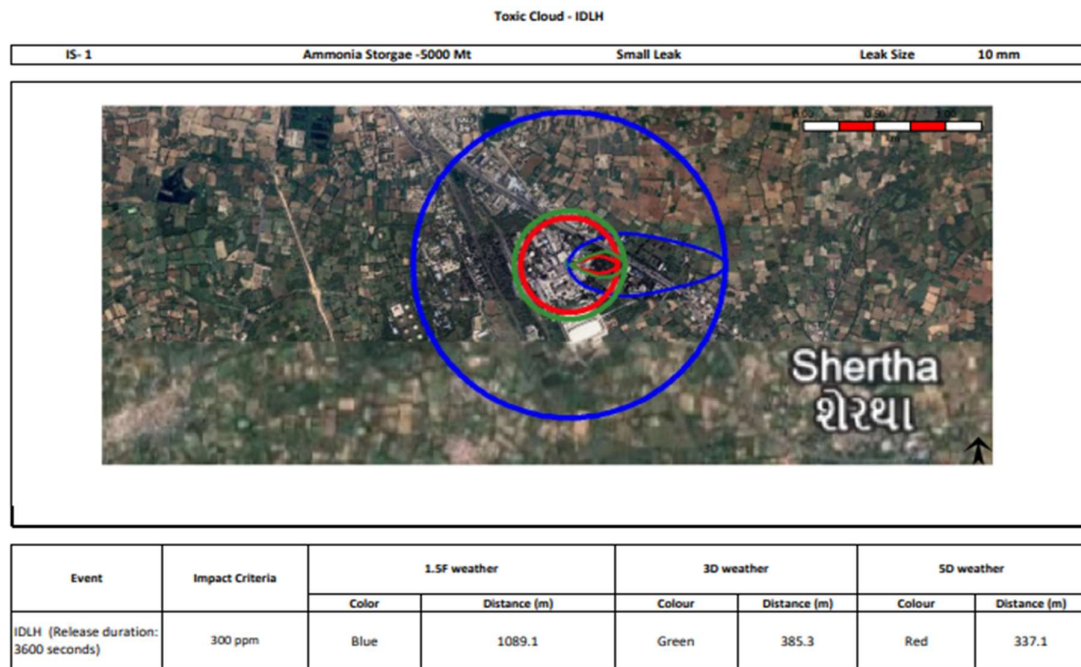 Toxic Cloud - IDLH
IS- 1 Ammonia Storgae -5000 Mt Small Leak Leak Size 10 mm
Shertha
શેરથા
Event Impact Criteria 1.5F weather 3D weather 5D weather
Color Distance (m) Colour Distance (m) Colour Distance (m)
IDLH (Release duration: 3600 seconds) 300 ppm Blue 1089.1 Green 385.3 Red 337.1